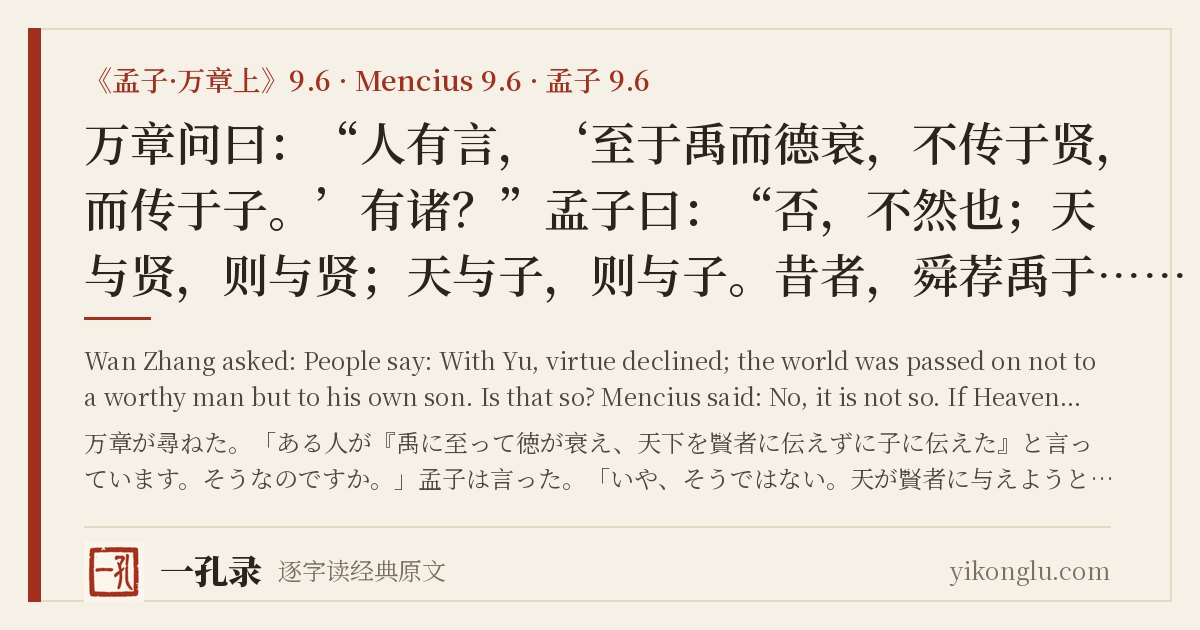 《孟子·万章上》9.6 · Mencius 9.6 · 孟子 9.6
万章问曰：“人有言，‘至于禹而德衰，不传于贤，
而传于子。’有诸？”孟子曰：“否，不然也；天
与贤，则与贤；天与子，则与子。昔者，舜荐禹于……
Wan Zhang asked: People say: With Yu, virtue declined; the world was passed on not to
a worthy man but to his own son. Is that so? Mencius said: No, it is not so. If Heaven...
万章が尋ねた。「ある人が『禹に至って徳が衰え、天下を賢者に伝えずに子に伝えた』と言っ
ています。そうなのですか。」孟子は言った。「いや、そうではない。天が賢者に与えようと…
一孔 一孔录 逐字读经典原文 yikonglu.com